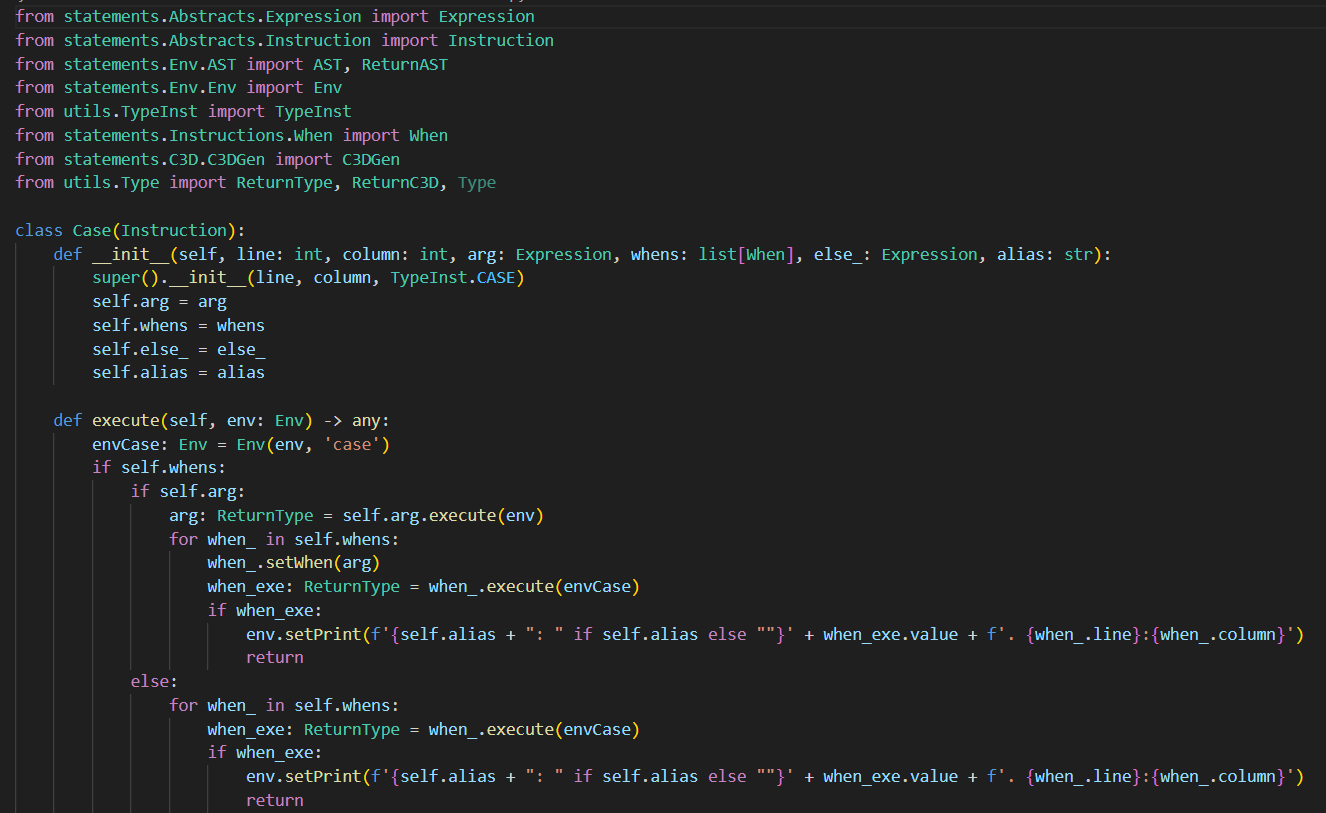 from statements.Abstracts.Expression import Expression
from statements.Abstracts.Instruction import Instruction
from statements.Env.AST import AST, ReturnAST
from statements.Env.Env import Env
from utils.TypeInst import TypeInst
from statements.Instructions.When import When
from statements.C3D.C3DGen import C3DGen
from utils.Type import ReturnType, ReturnC3D, Type

class Case(Instruction):
    def __init__(self, line: int, column: int, arg: Expression, whens: list[When], else_: Expression, alias: str):
        super().__init__(line, column, TypeInst.CASE)
        self.arg = arg
        self.whens = whens
        self.else_ = else_
        self.alias = alias

    def execute(self, env: Env) -> any:
        envCase: Env = Env(env, 'case')
        if self.whens:
            if self.arg:
                arg: ReturnType = self.arg.execute(env)
                for when_ in self.whens:
                    when_.setWhen(arg)
                    when_exe: ReturnType = when_.execute(envCase)
                    if when_exe:
                        env.setPrint(f'{self.alias + ": " if self.alias else ""}' + when_exe.value + f'. {when_.line}:{when_.column}')
                        return
            else:
                for when_ in self.whens:
                    when_exe: ReturnType = when_.execute(envCase)
                    if when_exe:
                        env.setPrint(f'{self.alias + ": " if self.alias else ""}' + when_exe.value + f'. {when_.line}:{when_.column}')
                        return